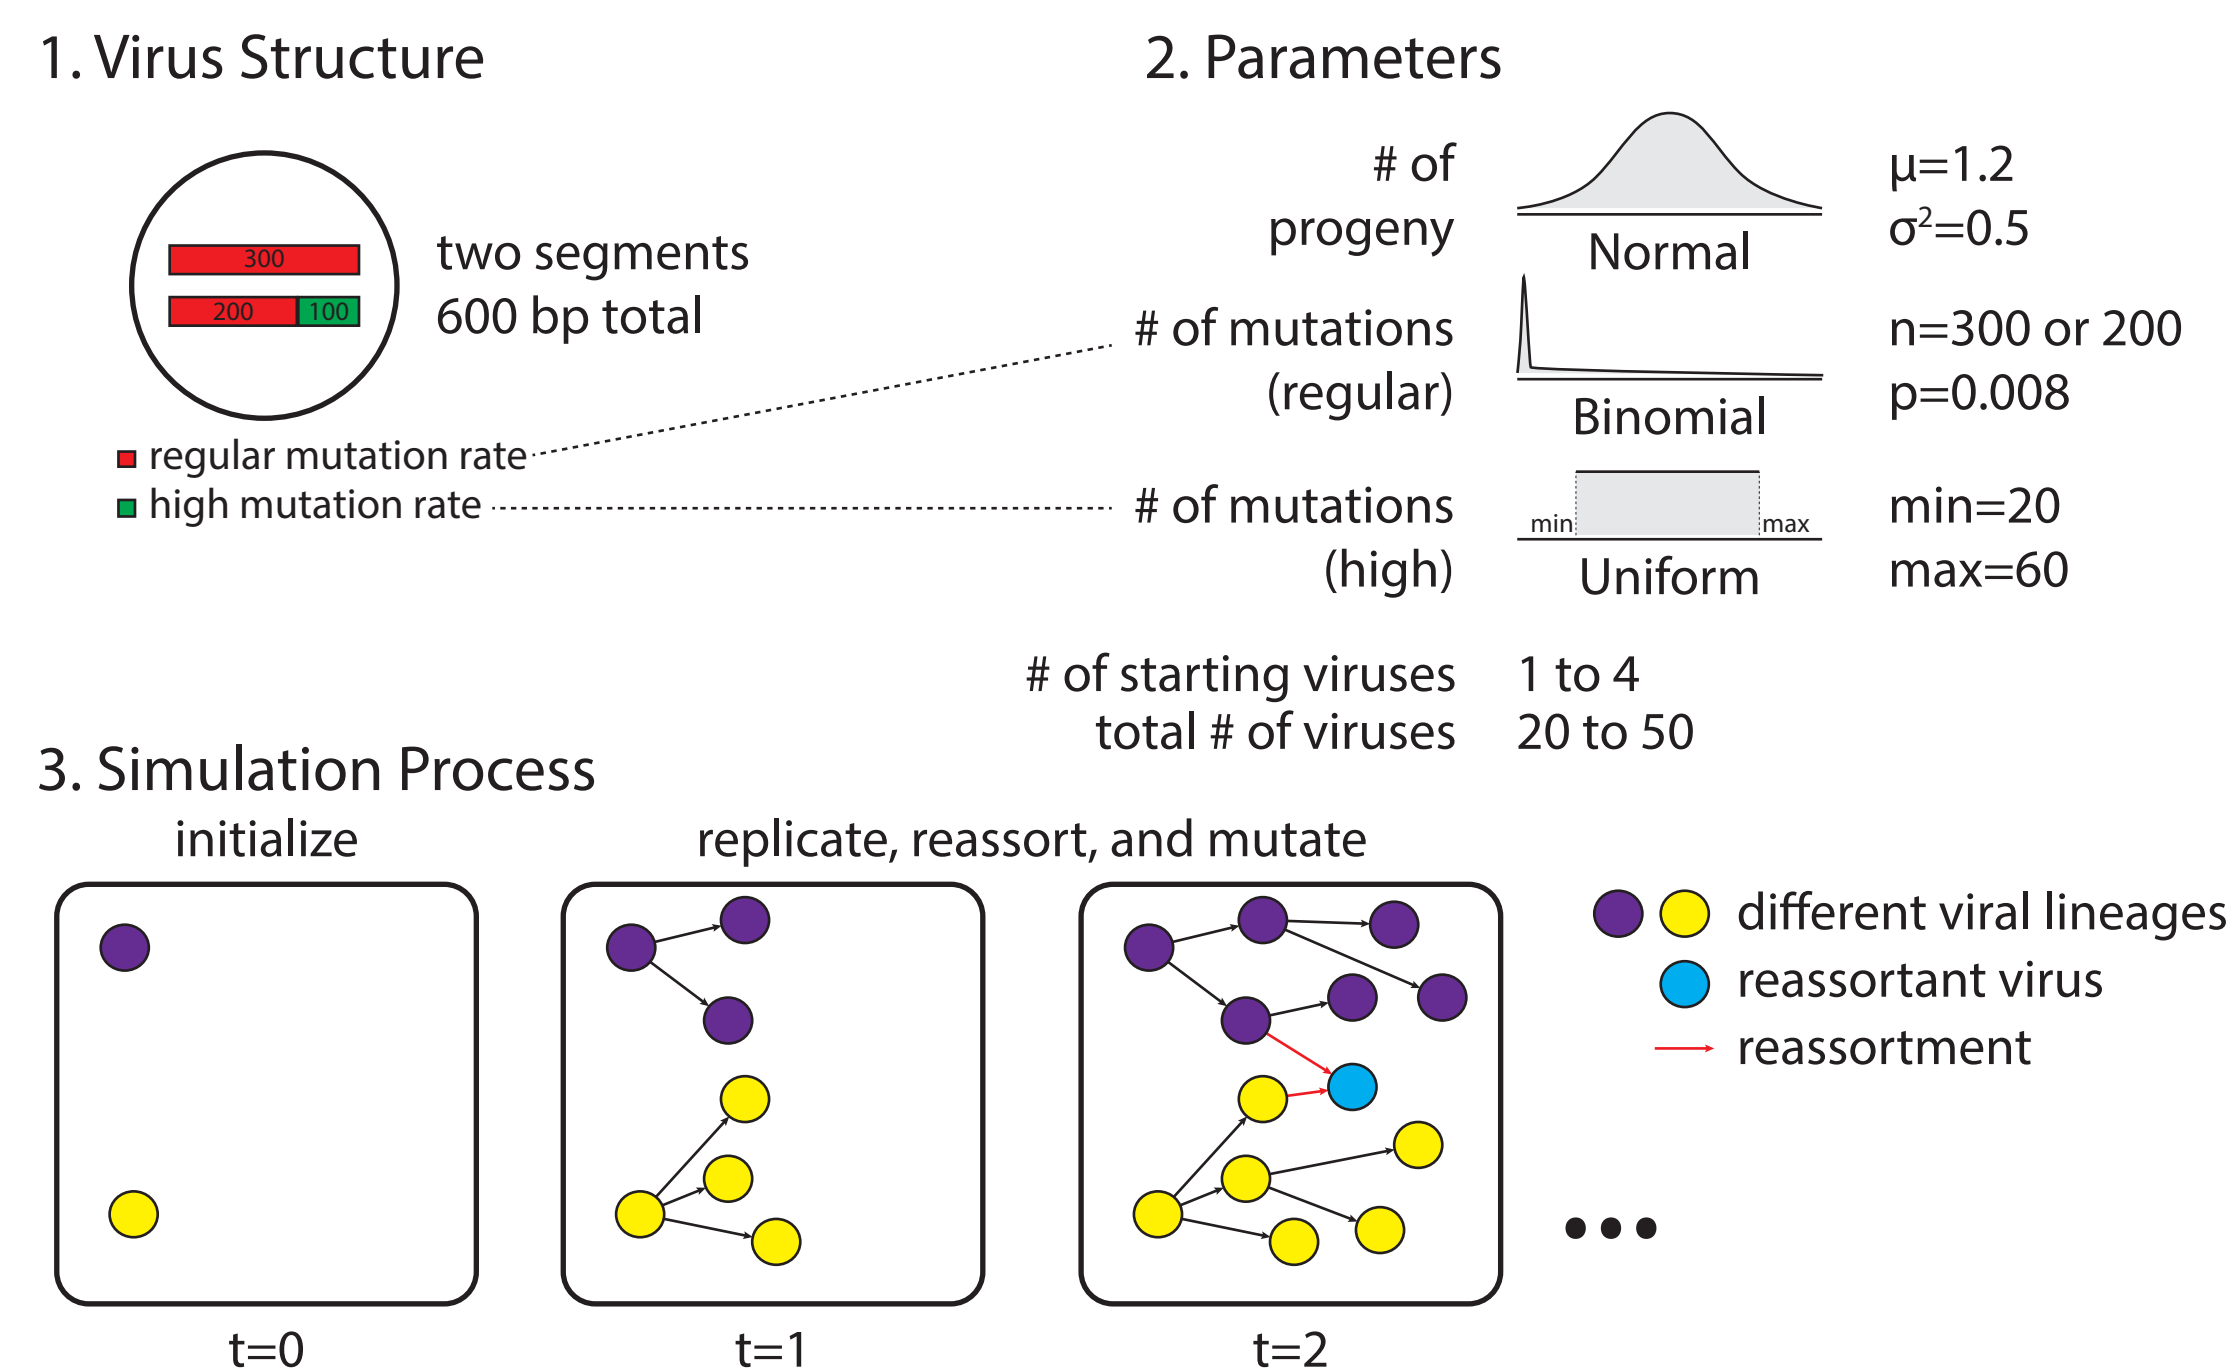 1. Virus Structure
300
200
100
two segments
600 bp total
regular mutation rate
high mutation rate
2. Parameters
# of
progeny
Normal
μ=1.2
σ²=0.5
# of mutations
(regular)
Binomial
n=300 or 200
p=0.008
# of mutations
(high)
min
max
Uniform
min=20
max=60
# of starting viruses
1 to 4
total # of viruses
20 to 50
3. Simulation Process
initialize
replicate, reassort, and mutate
different viral lineages
reassortant virus
reassortment
t=0
t=1
t=2